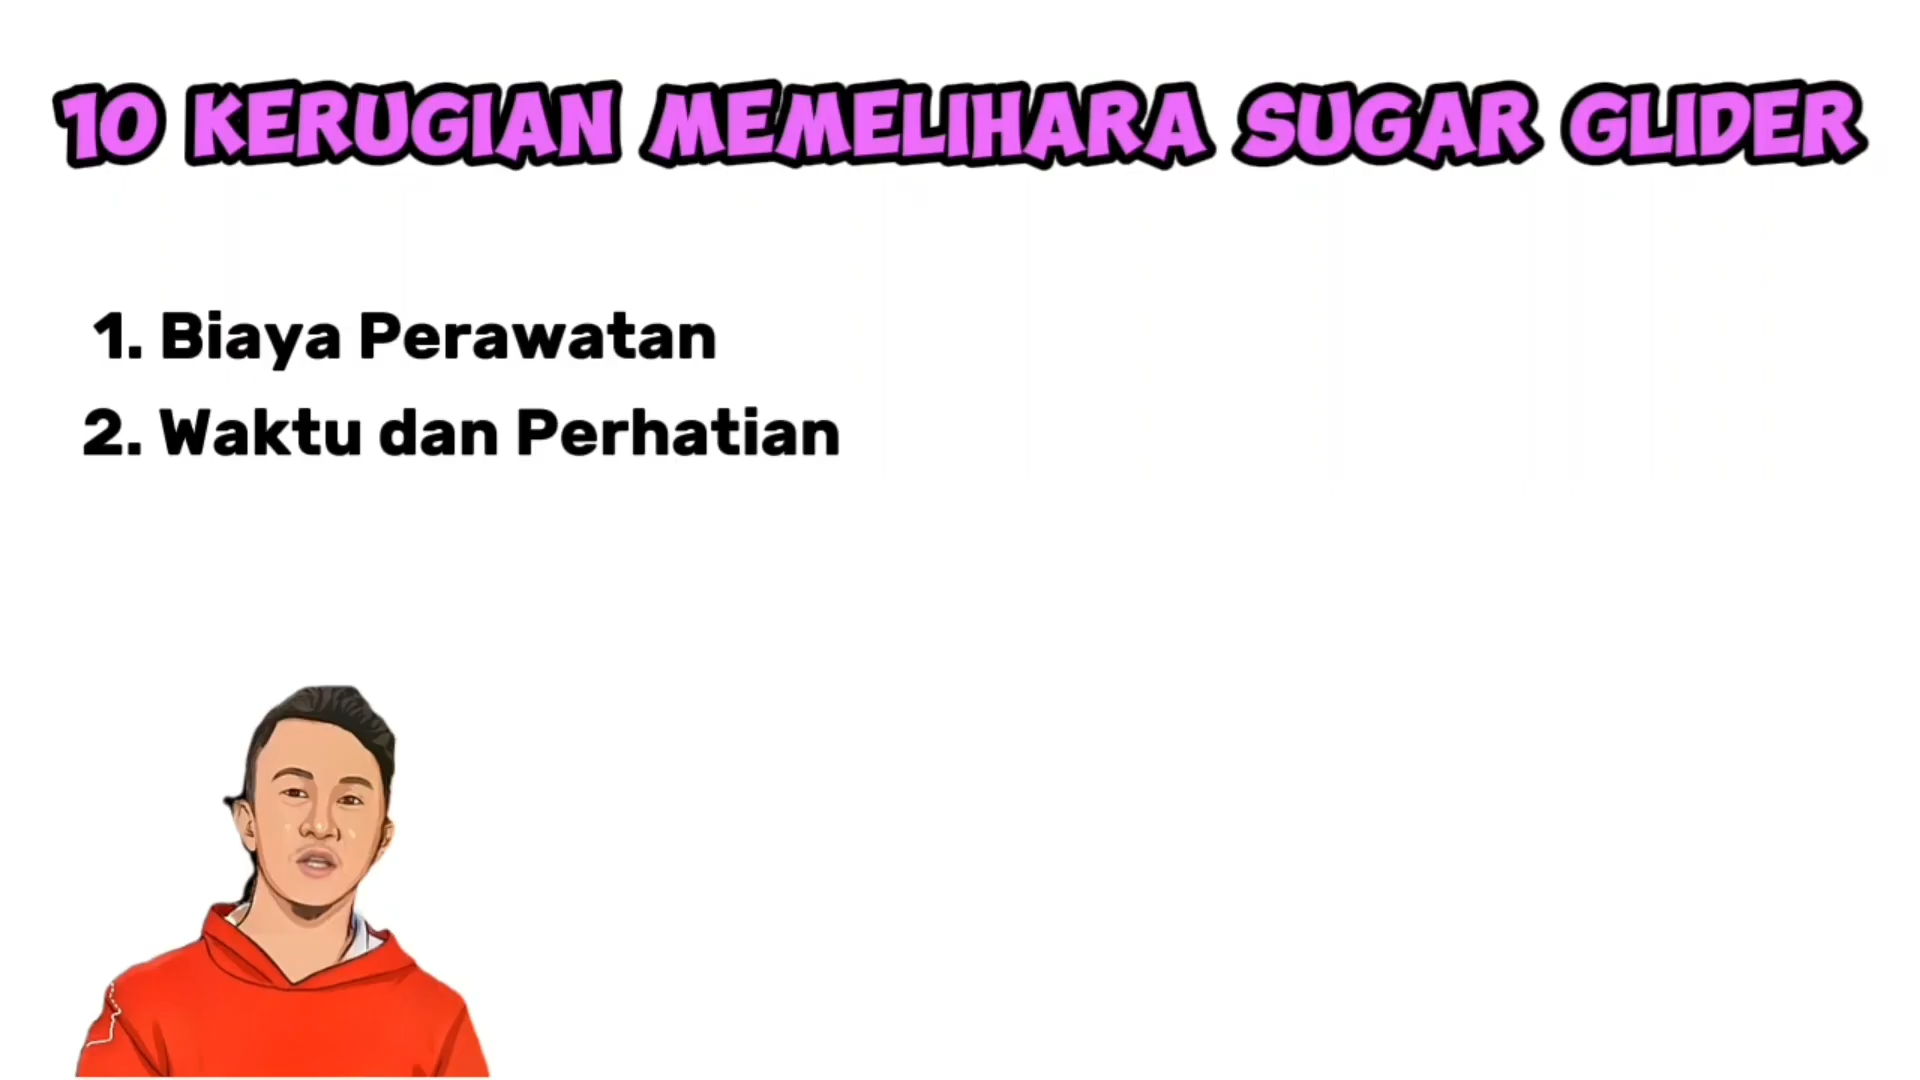 10 KERUGIAN MEMELIHARA SUGAR GLIDER
1. Biaya Perawatan
2. Waktu dan Perhatian